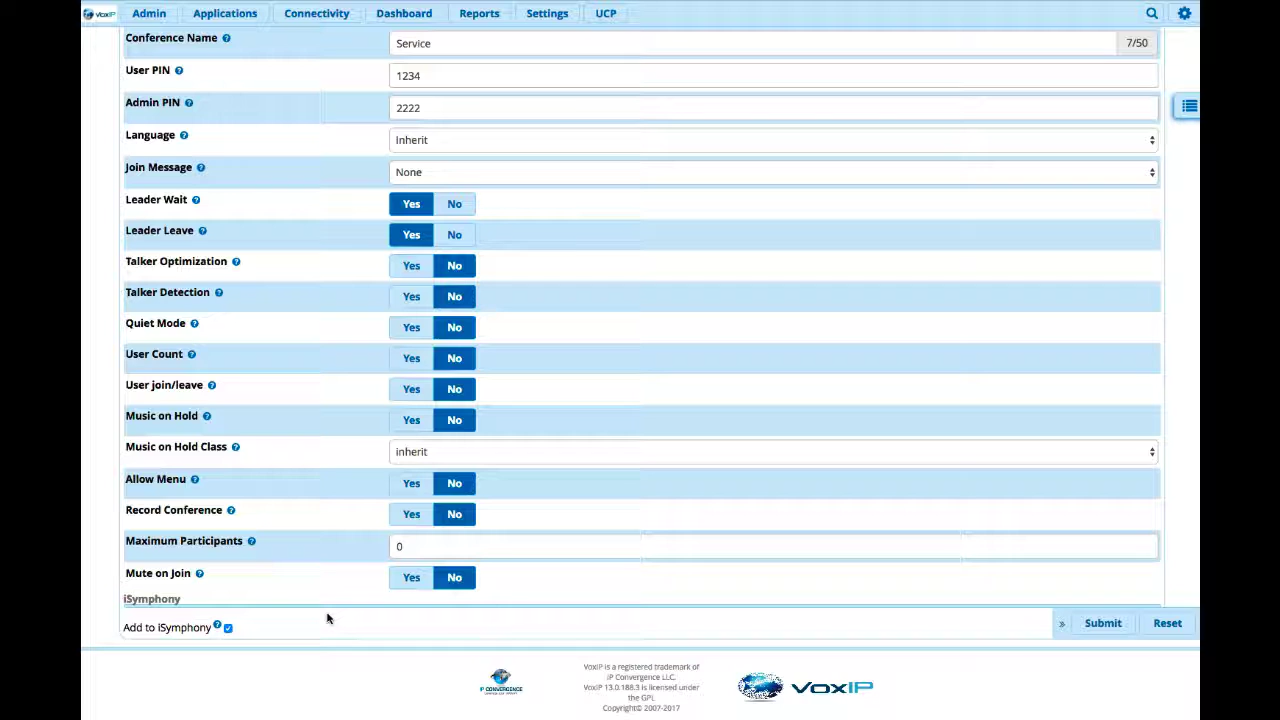 VOXIP Admin Applications Connectivity Dashboard Reports Settings UCP
Conference Name Service 7/50
User PIN 1234
Admin PIN 2222
Language Inherit
Join Message None
Leader Wait Yes No
Leader Leave Yes No
Talker Optimization Yes No
Talker Detection Yes No
Quiet Mode Yes No
User Count Yes No
User join/leave Yes No
Music on Hold Yes No
Music on Hold Class inherit
Allow Menu Yes No
Record Conference Yes No
Maximum Participants 0
Mute on Join Yes No
iSymphony
Add to iSymphony » Submit Reset
VoxIP is a registered trademark of
IP Convergence LLC.
VoxIP 13.0.188.3 is licensed under
the GPL
Copyright© 2007-2017
IP CONVERGENCE
VOXIP